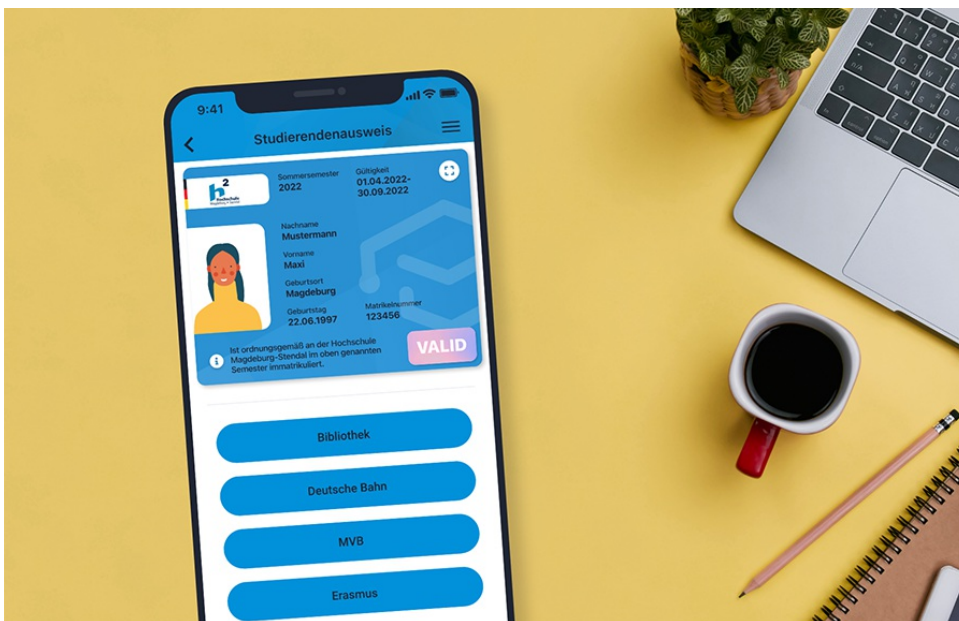 9:41
Studierendenausweis
h2
hochschule
Magdeburg • Stendal
Sommersemester
2022
Gültigkeit
01.04.2022-
30.09.2022
Nachname
Mustermann
Vorname
Maxi
Geburtsort
Magdeburg
Geburtstag
22.06.1997
Matrikelnummer
123456
Ist ordnungsgemäß an der Hochschule
Magdeburg-Stendal im oben genannten
Semester immatrikuliert.
VALID
Bibliothek
Deutsche Bahn
MVB
Erasmus